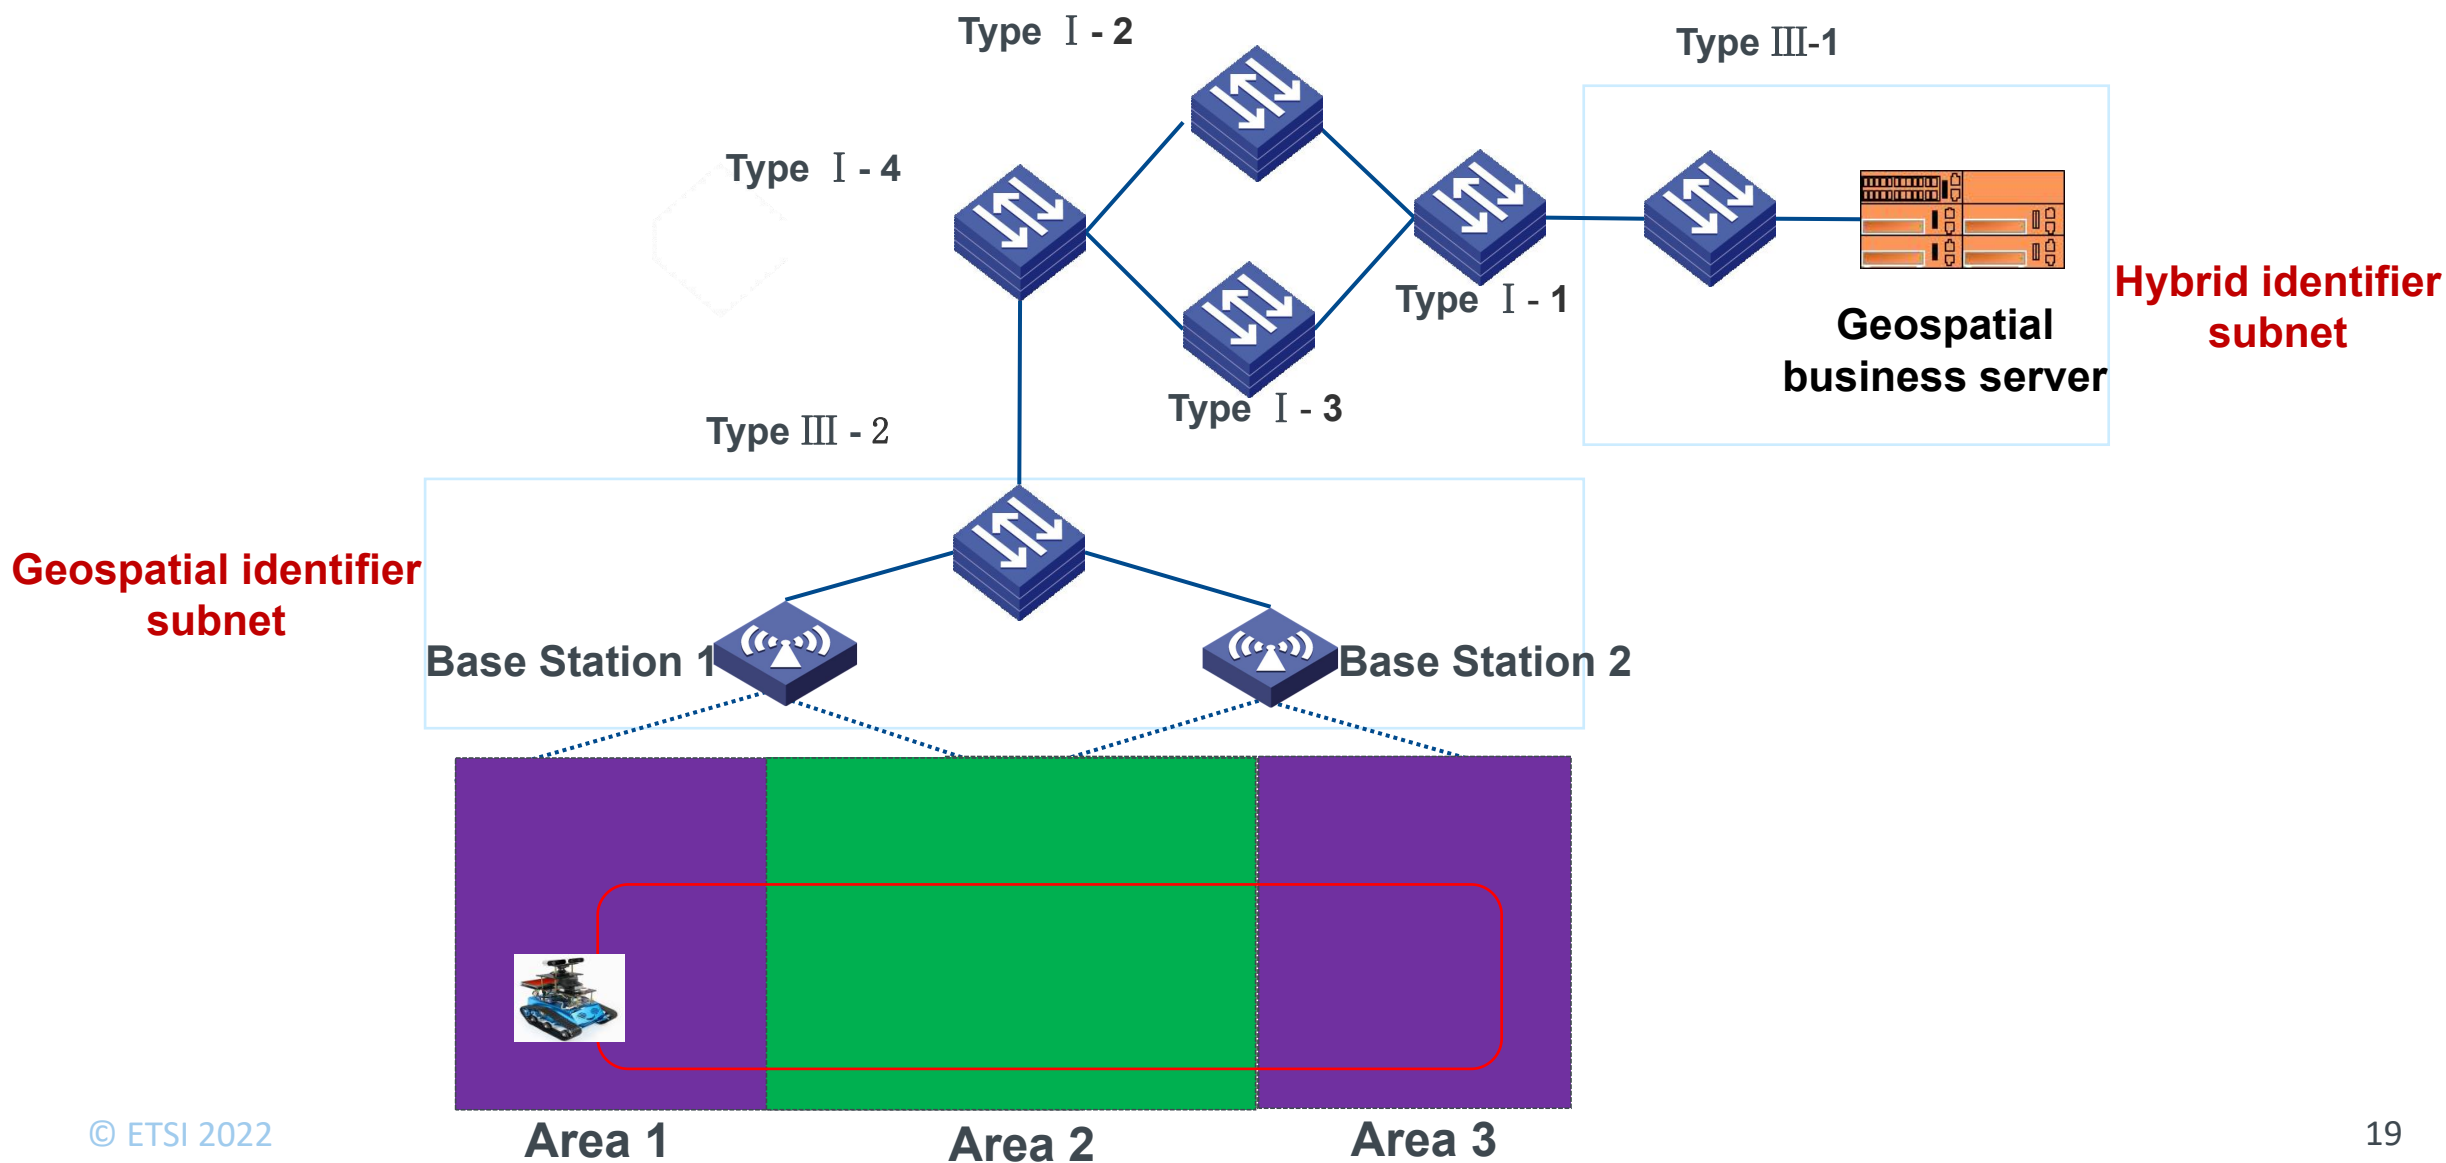 Type Ⅰ - 2
Type Ⅲ-1
Type Ⅰ - 4
Hybrid identifier
subnet
Type Ⅰ - 1
Geospatial
business server
Type Ⅰ - 3
Type Ⅲ - 2
Geospatial identifier
subnet
Base Station 1
Base Station 2
Area 1
Area 2
Area 3
© ETSI 2022
19